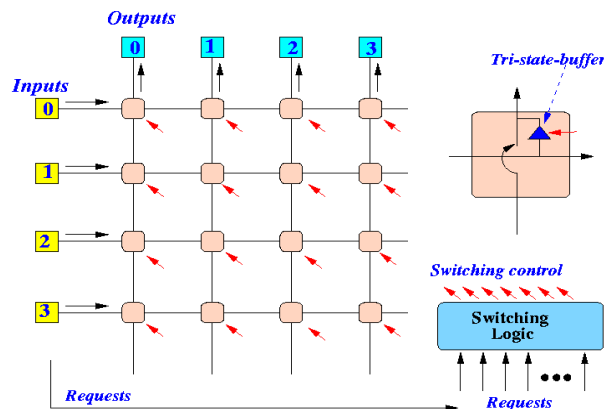 Outputs
0 1 2 3
Tri-state-buffer
Inputs
0
1
2
3
Switching control
Switching
Logic
Requests
Requests